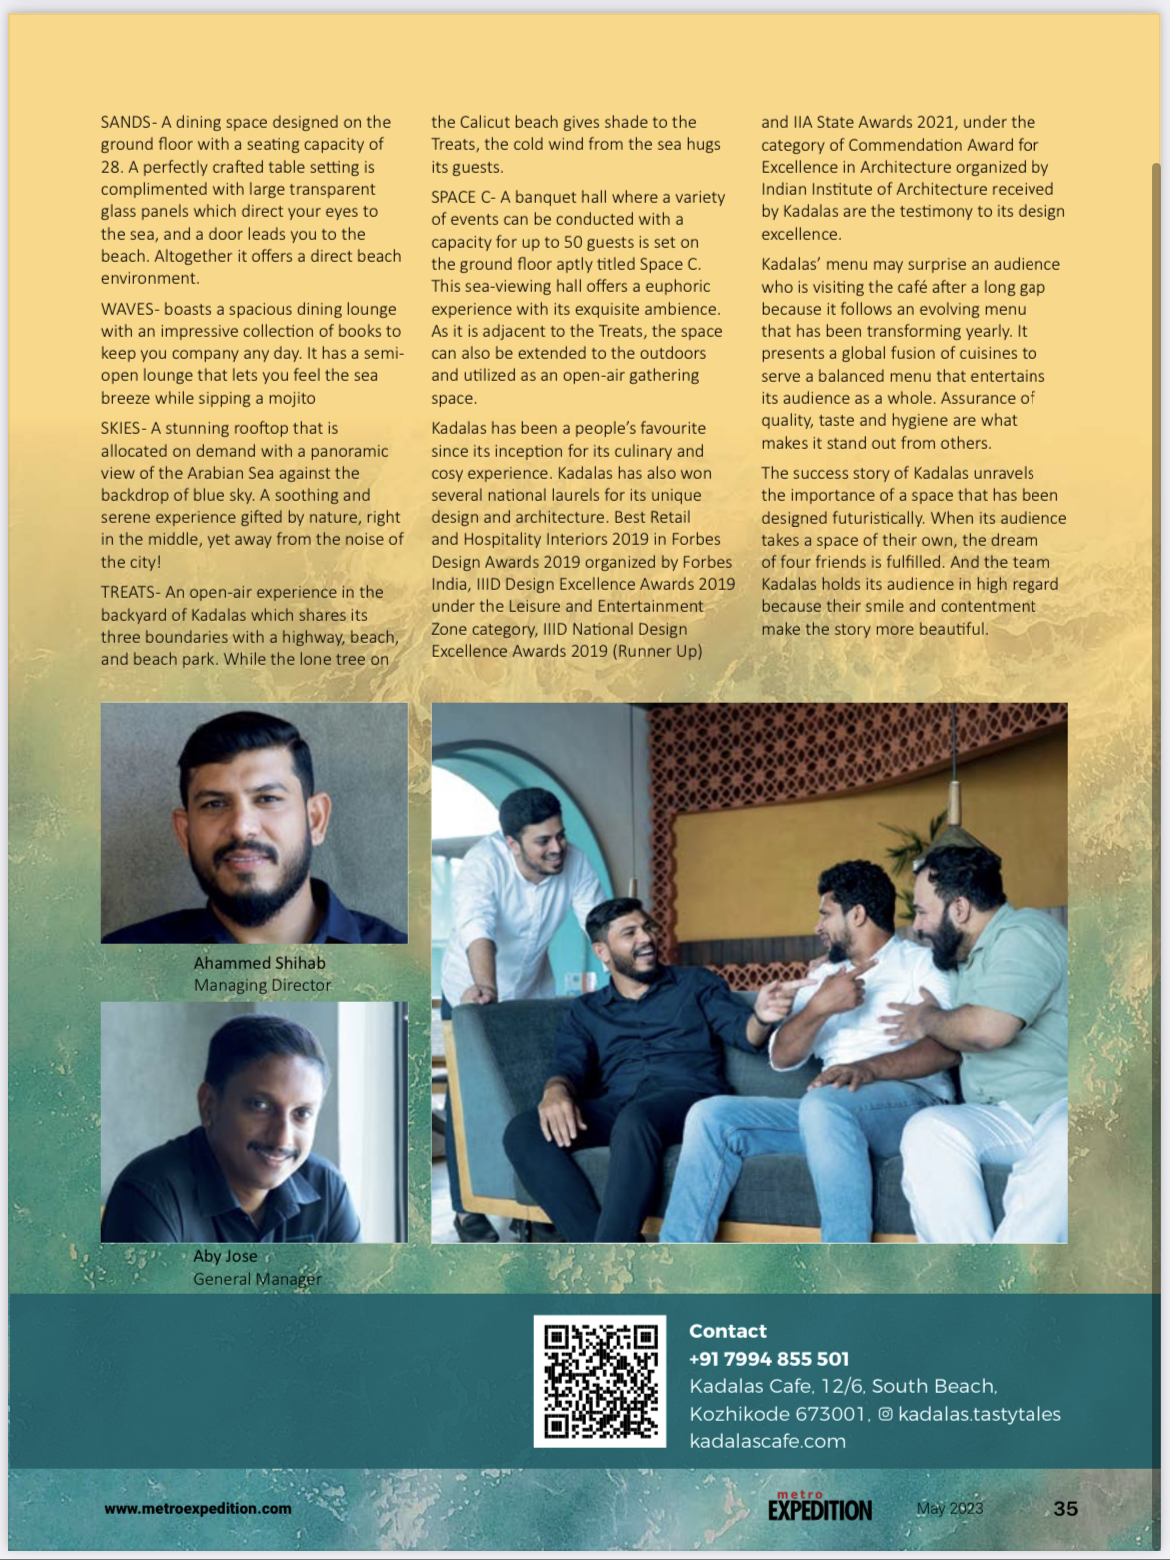 SANDS- A dining space designed on the
ground floor with a seating capacity of
28. A perfectly crafted table setting is
complimented with large transparent
glass panels which direct your eyes to
the sea, and a door leads you to the
beach. Altogether it offers a direct beach
environment.
WAVES- boasts a spacious dining lounge
with an impressive collection of books to
keep you company any day. It has a semi-
open lounge that lets you feel the sea
breeze while sipping a mojito
SKIES- A stunning rooftop that is
allocated on demand with a panoramic
view of the Arabian Sea against the
backdrop of blue sky. A soothing and
serene experience gifted by nature, right
in the middle, yet away from the noise of
the city!
TREATS- An open-air experience in the
backyard of Kadalas which shares its
three boundaries with a highway, beach,
and beach park. While the lone tree on
the Calicut beach gives shade to the
Treats, the cold wind from the sea hugs
its guests.
SPACE C- A banquet hall where a variety
of events can be conducted with a
capacity for up to 50 guests is set on
the ground floor aptly titled Space C.
This sea-viewing hall offers a euphoric
experience with its exquisite ambience.
As it is adjacent to the Treats, the space
can also be extended to the outdoors
and utilized as an open-air gathering
space.
Kadalas has been a people's favourite
since its inception for its culinary and
cosy experience. Kadalas has also won
several national laurels for its unique
design and architecture. Best Retail
and Hospitality Interiors 2019 in Forbes
Design Awards 2019 organized by Forbes
India, IIID Design Excellence Awards 2019
under the Leisure and Entertainment
Zone category, IIID National Design
Excellence Awards 2019 (Runner Up)
and IIA State Awards 2021, under the
category of Commendation Award for
Excellence in Architecture organized by
Indian Institute of Architecture received
by Kadalas are the testimony to its design
excellence.
Kadalas' menu may surprise an audience
who is visiting the café after a long gap
because it follows an evolving menu
that has been transforming yearly. It
presents a global fusion of cuisines to
serve a balanced menu that entertains
its audience as a whole. Assurance of
quality, taste and hygiene are what
makes it stand out from others.
The success story of Kadalas unravels
the importance of a space that has been
designed futuristically. When its audience
takes a space of their own, the dream
of four friends is fulfilled. And the team
Kadalas holds its audience in high regard
because their smile and contentment
make the story more beautiful.
Ahammed Shihab
Managing Director
Aby Jose
General Manager
Contact
+91 7994 855 501
Kadalas Cafe, 12/6, South Beach,
Kozhikode 673001, kadalas.tastytales
kadalascafe.com
www.metroexpedition.com
metro
EXPEDITION
May 2023
35